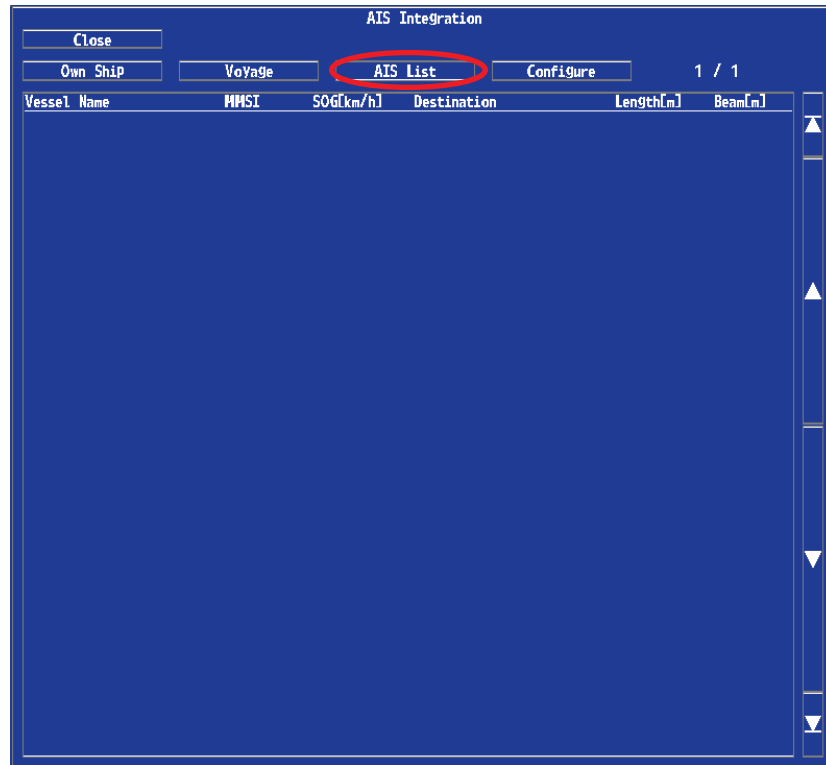 AIS Integration
Close
Own Ship Voyage AIS List Configure 1 / 1
Vessel Name MMSI SOG[km/h] Destination Length[m] Beam[m]